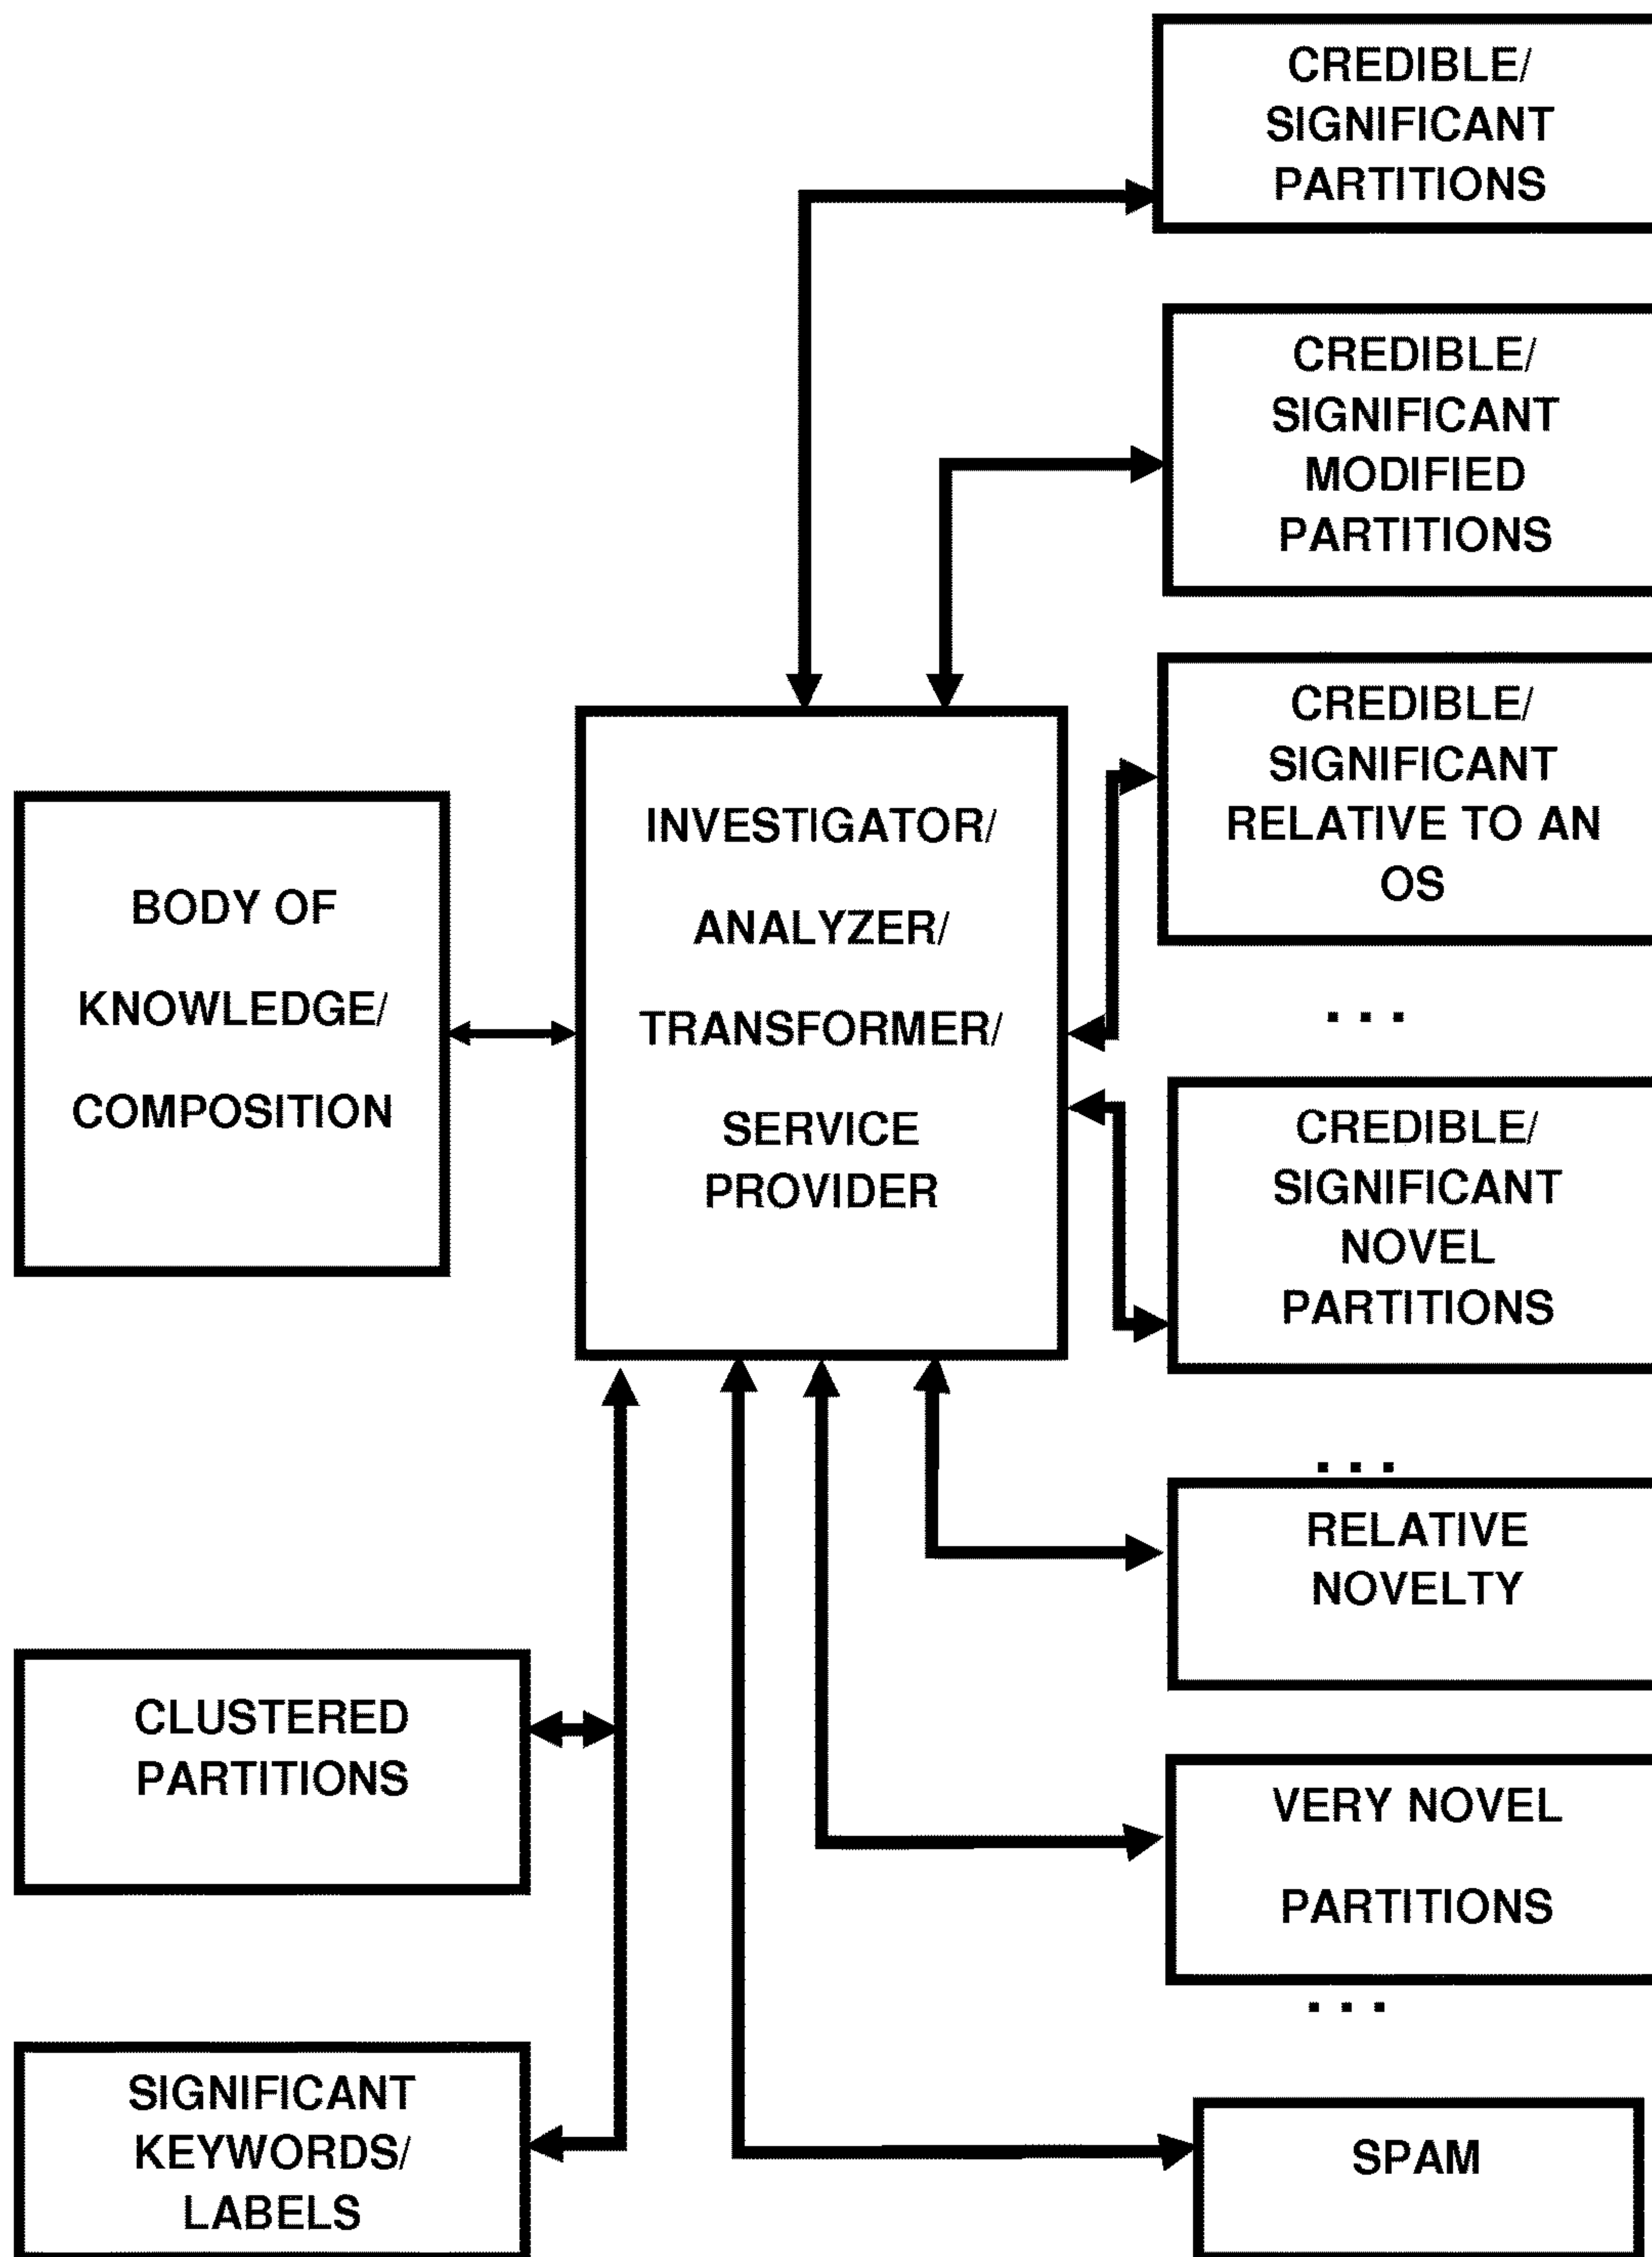 CREDIBLE/
SIGNIFICANT
PARTITIONS
CREDIBLE/
SIGNIFICANT
MODIFIED
PARTITIONS
CREDIBLE/
SIGNIFICANT
RELATIVE TO AN
OS
...
INVESTIGATOR/
ANALYZER/
TRANSFORMER/
SERVICE
PROVIDER
BODY OF
KNOWLEDGE/
COMPOSITION
CREDIBLE/
SIGNIFICANT
NOVEL
PARTITIONS
...
RELATIVE
NOVELTY
CLUSTERED
PARTITIONS
VERY NOVEL
PARTITIONS
...
SIGNIFICANT
KEYWORDS/
LABELS
SPAM